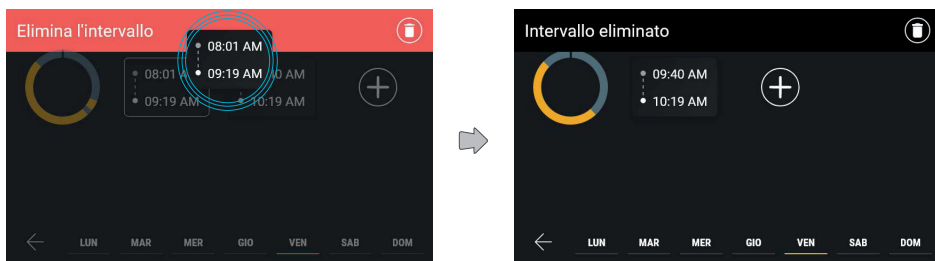 Elimina l'intervallo
08:01 AM
09:19 AM
08:01 A
09:19 AM
0 AM
10:19 AM
LUN MAR MER GIO VEN SAB DOM
Intervallo eliminato
09:40 AM
10:19 AM
LUN MAR MER GIO VEN SAB DOM